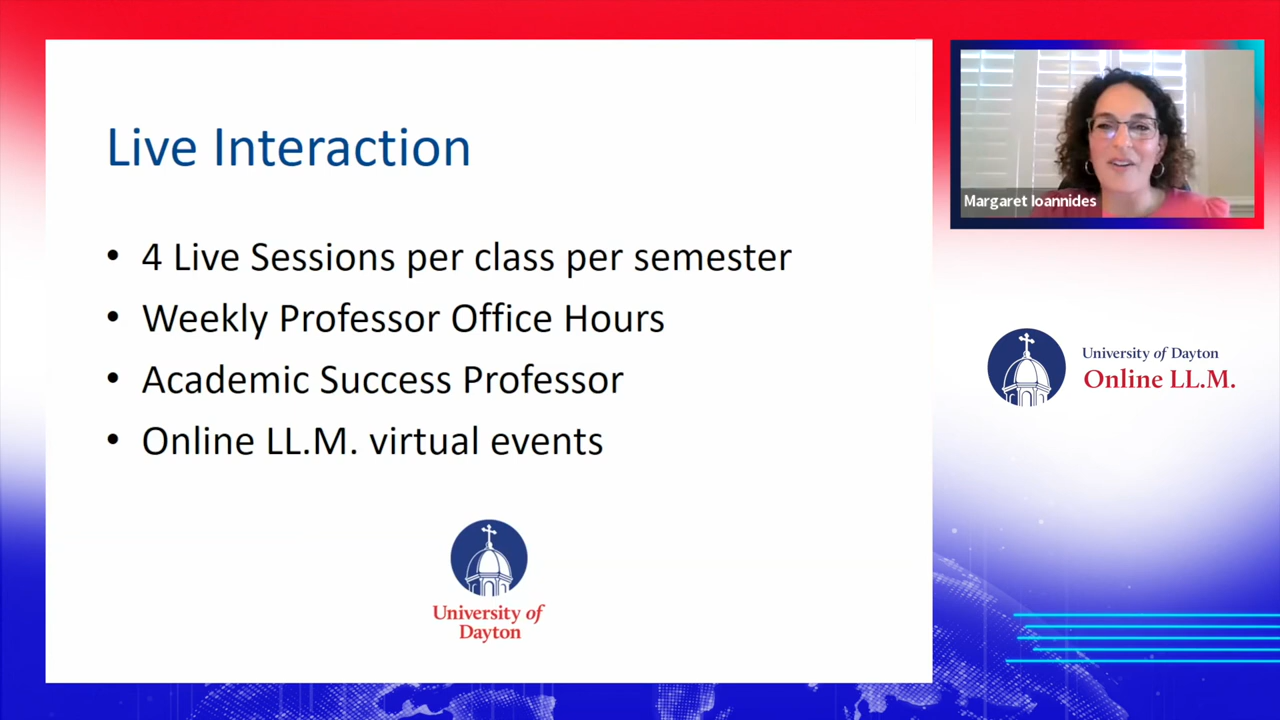 Live Interaction
• 4 Live Sessions per class per semester
• Weekly Professor Office Hours
• Academic Success Professor
• Online LL.M. virtual events
University of
Dayton
Margaret Ioannides
University of Dayton
Online LL.M.